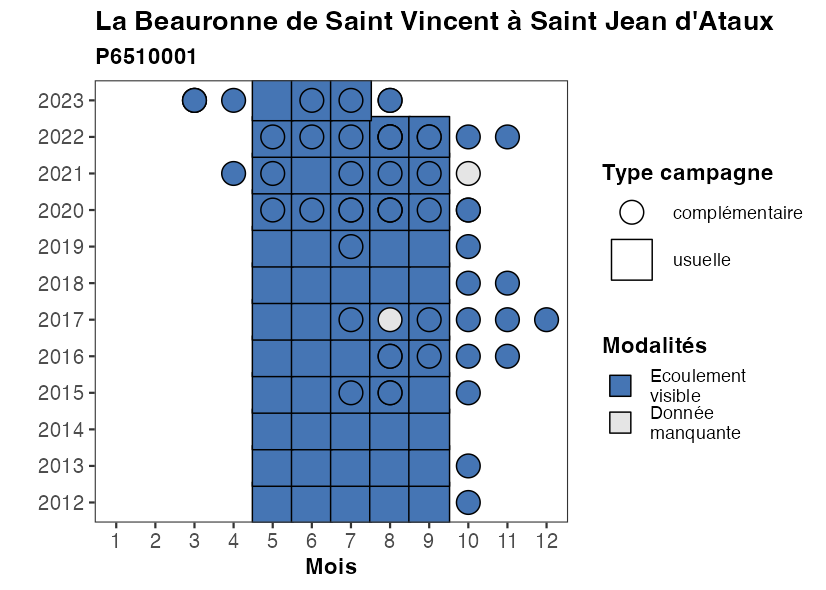 La Beauronne de Saint Vincent à Saint Jean d'Ataux
P6510001
2023
2022
2021
2020
2019
2018
2017
2016
2015
2014
2013
2012
1 2 3 4 5 6 7 8 9 10 11 12
Mois
Type campagne
complémentaire
usuelle
Modalités
Ecoulement
visible
Donnée
manquante